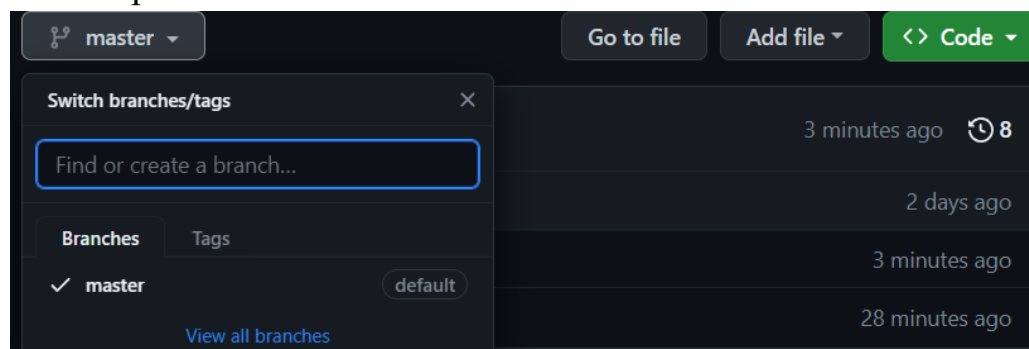 master
Go to file
Add file
<> Code
Switch branches/tags
3 minutes ago 8
Find or create a branch...
2 days ago
Branches Tags
3 minutes ago
master default
28 minutes ago
View all branches